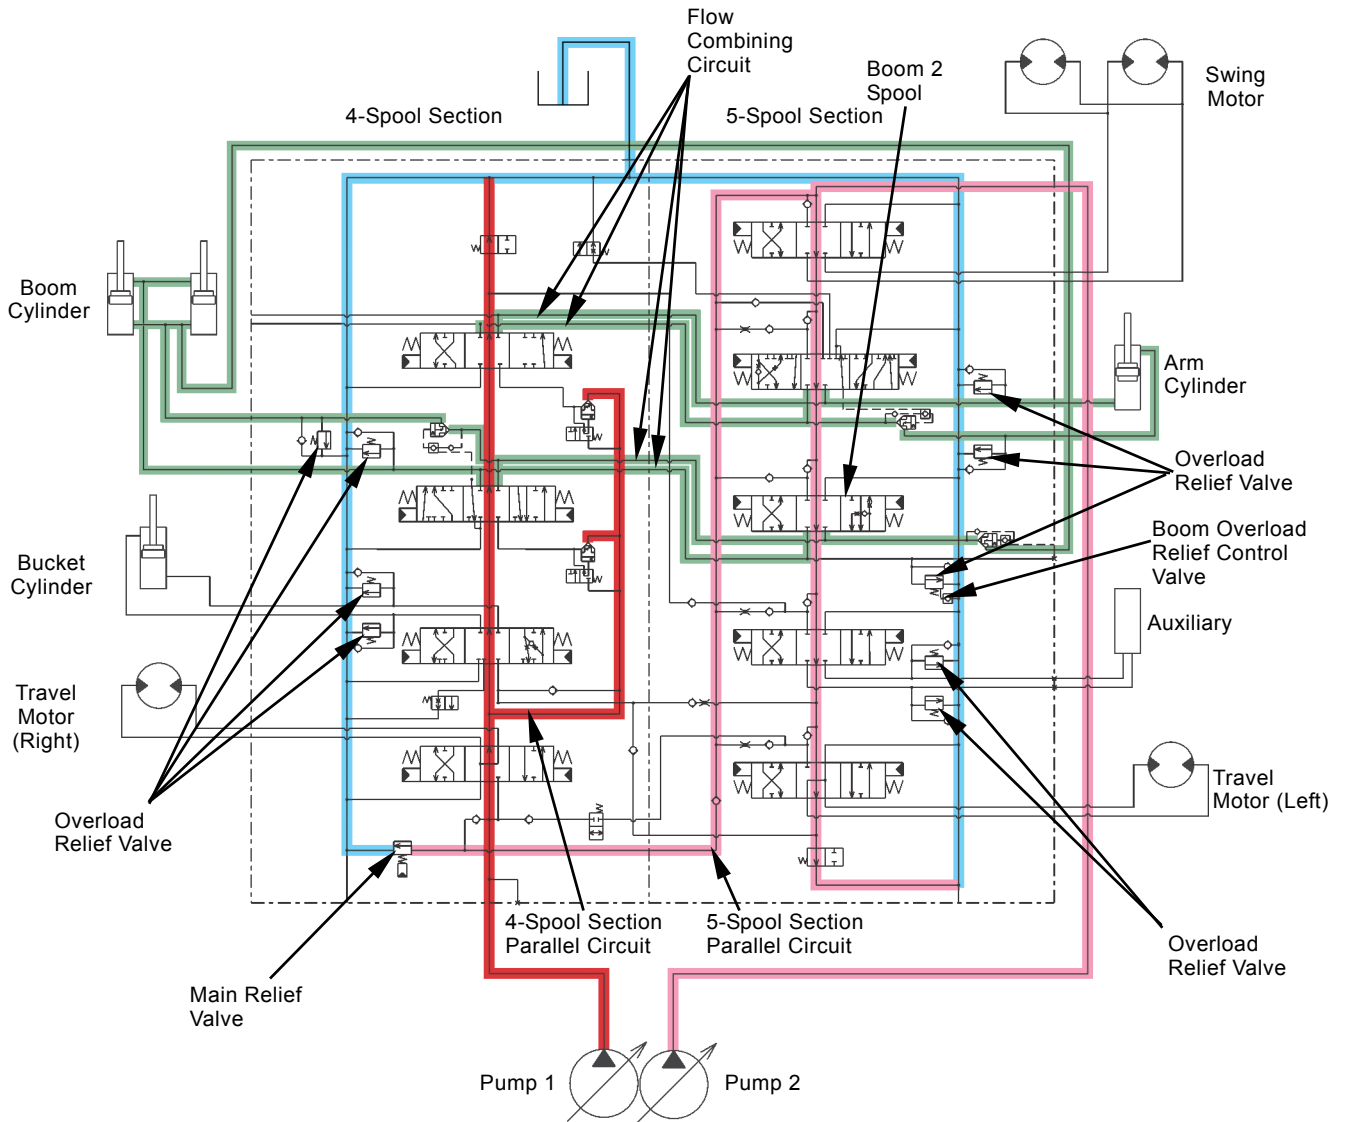 Flow
Combining
Circuit
Boom 2
Spool
Swing
Motor
4-Spool Section
5-Spool Section
Boom
Cylinder
Arm
Cylinder
Overload
Relief Valve
Boom Overload
Relief Control
Valve
Bucket
Cylinder
Auxiliary
Travel
Motor
(Right)
Travel
Motor (Left)
Overload
Relief Valve
4-Spool Section
Parallel Circuit
5-Spool Section
Parallel Circuit
Overload
Relief Valve
Main Relief
Valve
Pump 1
Pump 2